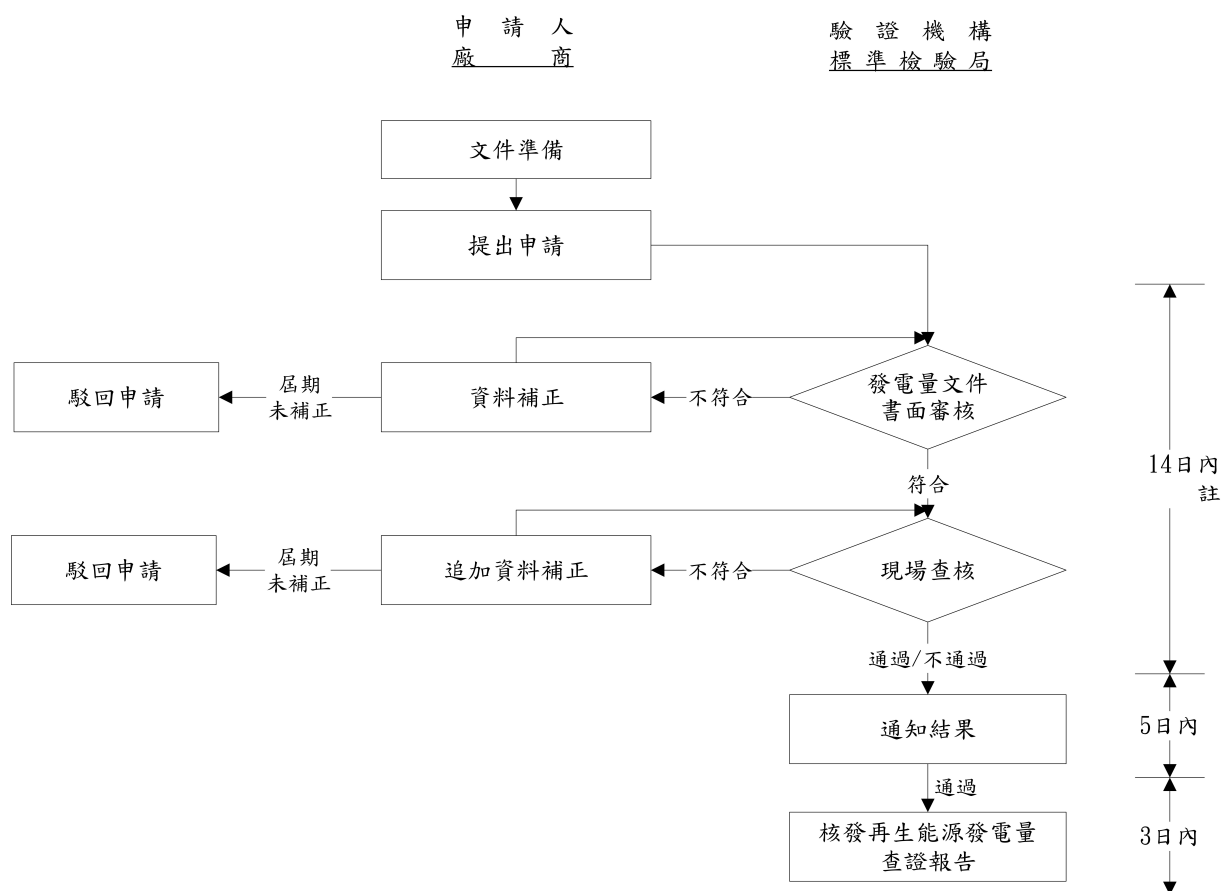 申請人
廠商
驗證機構
標準檢驗局
文件準備
提出申請
駁回申請
屆期
未補正
資料補正
不符合
發電量文件
書面審核
14日內
註
符合
駁回申請
屆期
未補正
追加資料補正
不符合
現場查核
通過/不通過
通知結果
5日內
通過
核發再生能源發電量
查證報告
3日內